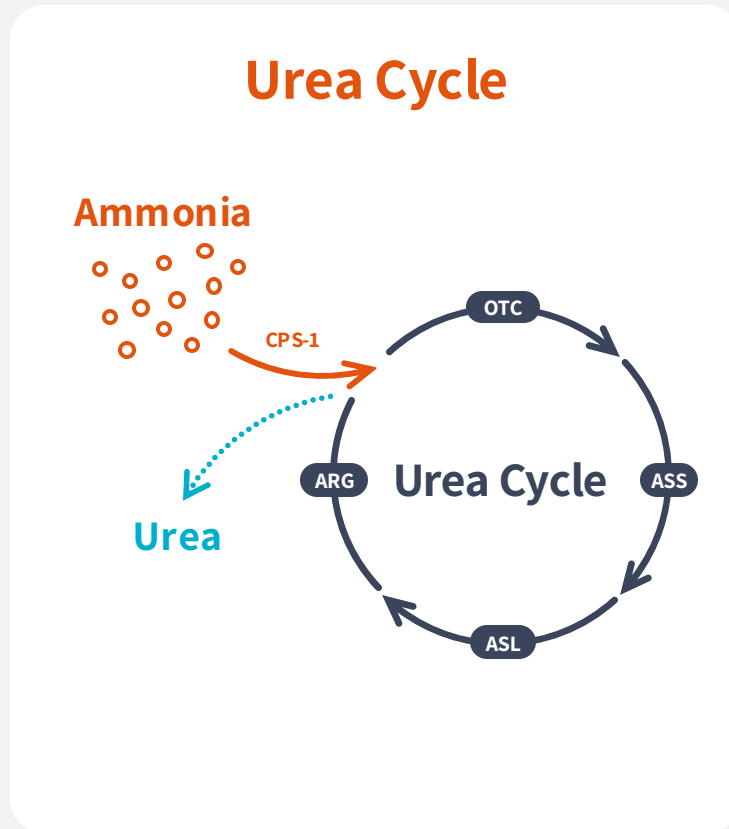 Urea Cycle
Ammonia
CPS-1
OTC
ARG
Urea Cycle
ASS
Urea
ASL